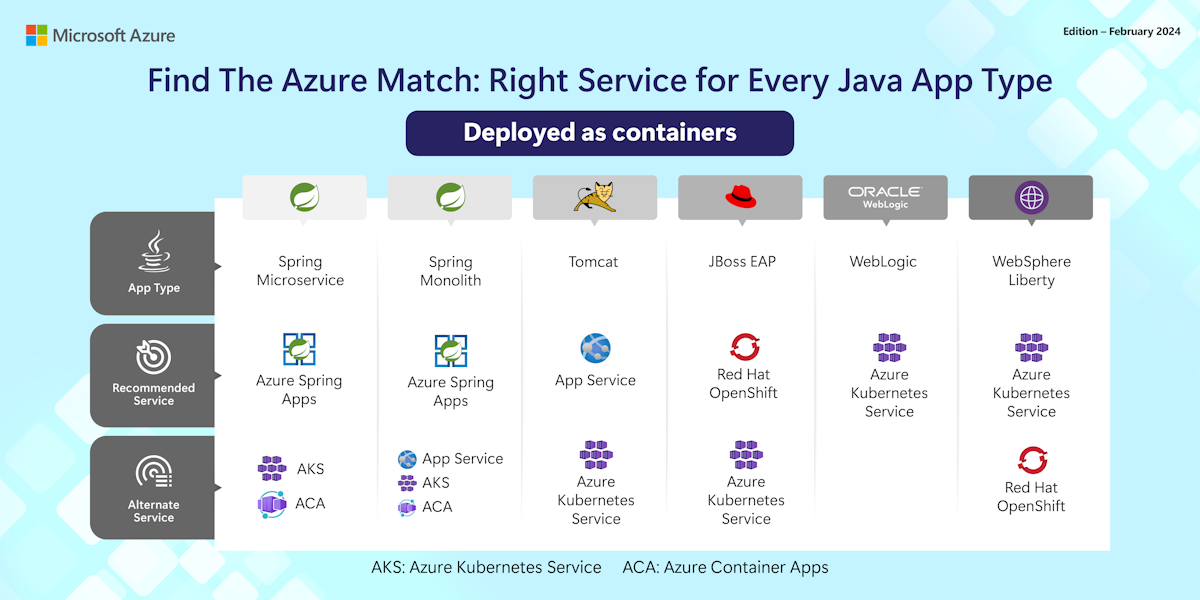 Microsoft Azure
Edition – February 2024
Find The Azure Match: Right Service for Every Java App Type
Deployed as containers
ORACLE®
WebLogic
App Type
Spring
Microservice
Spring
Monolith
Tomcat
JBoss EAP
WebLogic
WebSphere
Liberty
Recommended
Service
Azure Spring
Apps
Azure Spring
Apps
App Service
Red Hat
OpenShift
Azure
Kubernetes
Service
Azure
Kubernetes
Service
Alternate
Service
AKS
ACA
App Service
AKS
ACA
Azure
Kubernetes
Service
Azure
Kubernetes
Service
Red Hat
OpenShift
AKS: Azure Kubernetes Service ACA: Azure Container Apps